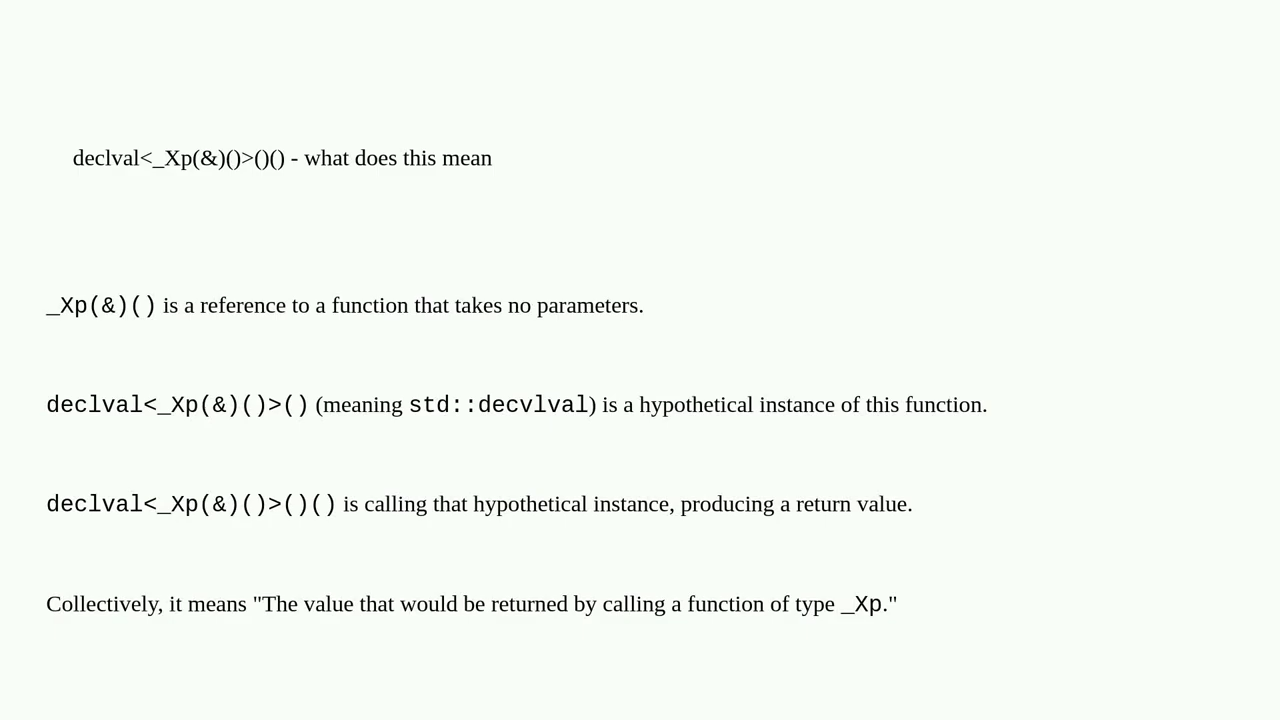 declval<_Xp(&)()>()() - what does this mean
_Xp(&)() is a reference to a function that takes no parameters.
declval<_Xp(&)()>() (meaning std::decvlval) is a hypothetical instance of this function.
declval<_Xp(&)()>()() is calling that hypothetical instance, producing a return value.
Collectively, it means "The value that would be returned by calling a function of type _Xp."